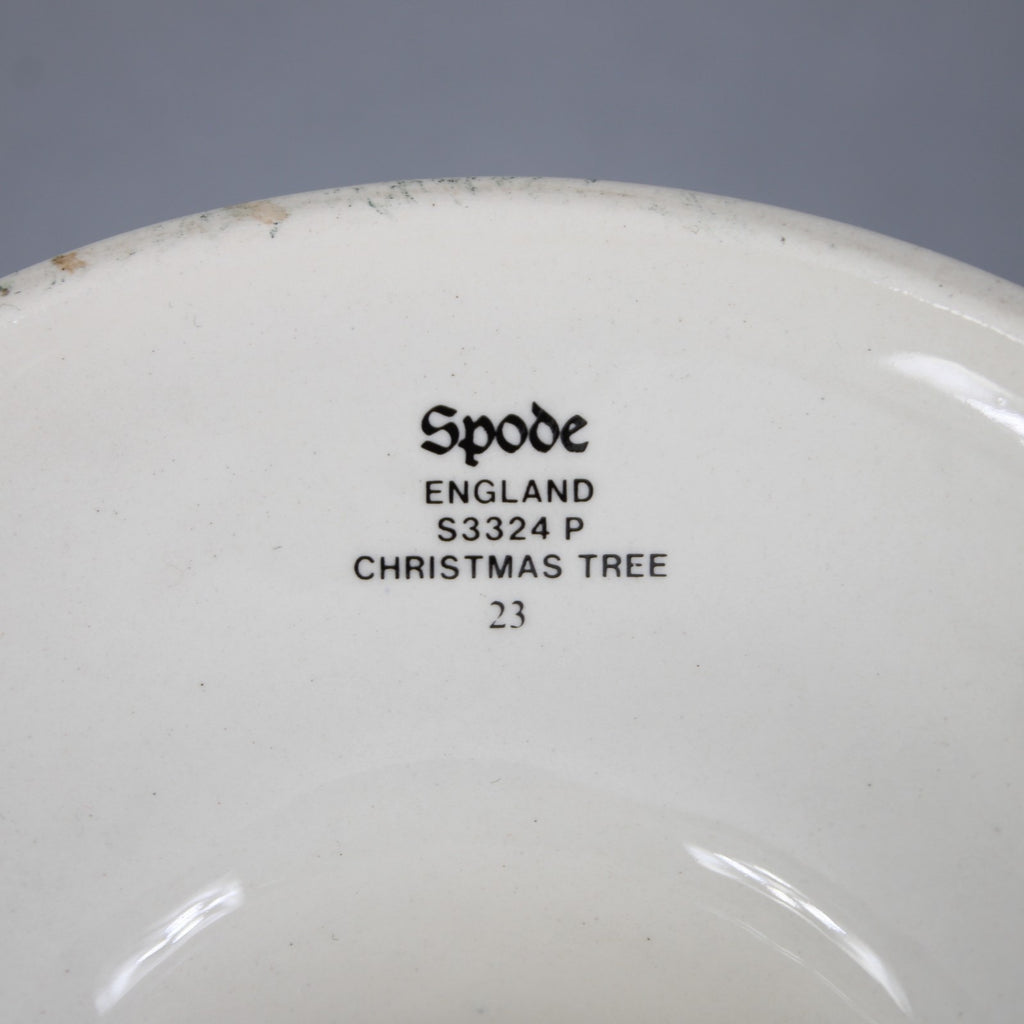 Spode
ENGLAND
S3324 P
CHRISTMAS TREE
23